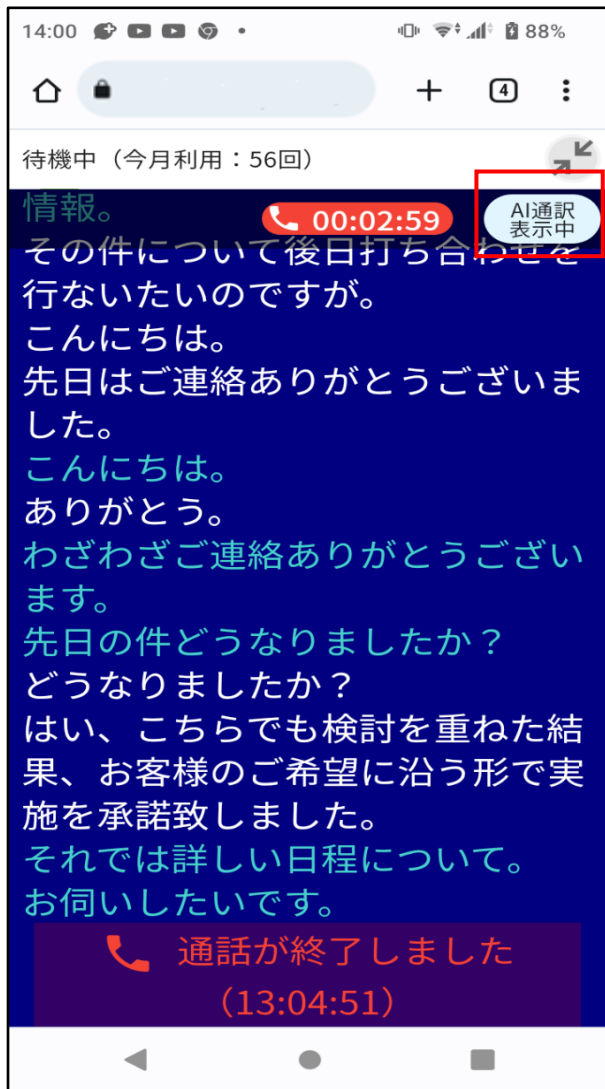 14:00 88%
4
待機中（今月利用：56回）
情報。
00:02:59
AI通訳
表示中
その件について後日打ち合わせを
行ないたいのですが。
こんにちは。
先日はご連絡ありがとうございま
した。
こんにちは。
ありがとう。
わざわざご連絡ありがとうござい
ます。
先日の件どうなりましたか？
どうなりましたか？
はい、こちらでも検討を重ねた結
果、お客様のご希望に沿う形で実
施を承諾致しました。
それでは詳しい日程について。
お伺いしたいです。
通話が終了しました
（13:04:51）